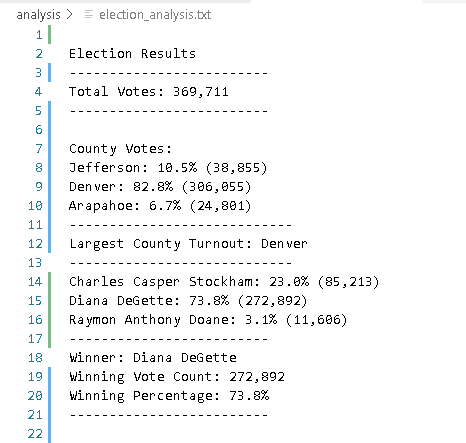 analysis > election_analysis.txt
1
2 Election Results
3 -------------------------
4 Total Votes: 369,711
5 -------------------------
6
7 County Votes:
8 Jefferson: 10.5% (38,855)
9 Denver: 82.8% (306,055)
10 Arapahoe: 6.7% (24,801)
11 ----------------------------
12 Largest County Turnout: Denver
13 ----------------------------
14 Charles Casper Stockham: 23.0% (85,213)
15 Diana DeGette: 73.8% (272,892)
16 Raymon Anthony Doane: 3.1% (11,606)
17 -------------------------
18 Winner: Diana DeGette
19 Winning Vote Count: 272,892
20 Winning Percentage: 73.8%
21 -------------------------
22